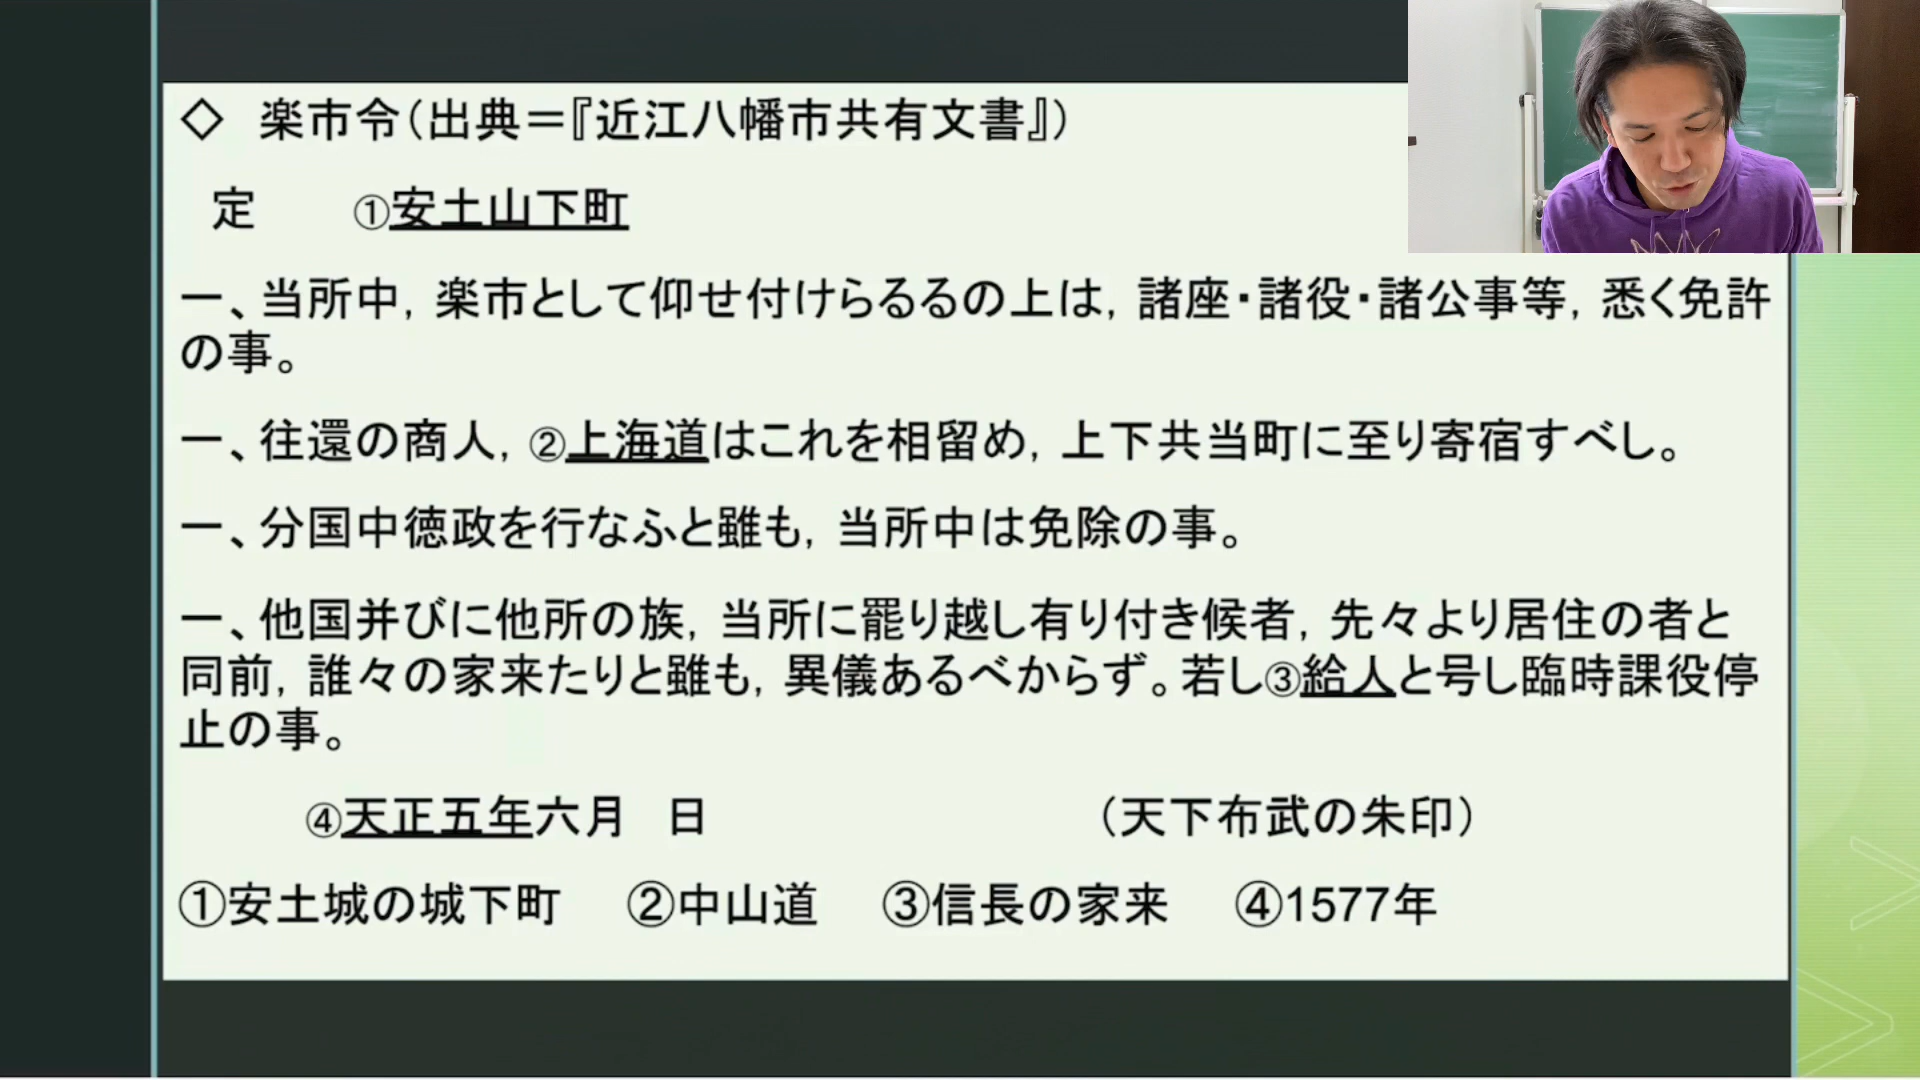 ◇ 楽市令(出典=『近江八幡市共有文書』)
定 ①安土山下町
一、当所中, 楽市として仰せ付けらるるの上は, 諸座・諸役・諸公事等, 悉く免許
の事。
一、往還の商人, ②上海道はこれを相留め, 上下共当町に至り寄宿すべし。
一、分国中徳政を行なふと雖も, 当所中は免除の事。
一、他国并びに他所の族, 当所に罷り越し有り付き候者, 先々より居住の者と
同前, 誰々の家来たりと雖も, 異儀あるべからず。若し③給人と号し臨時課役停
止の事。
④天正五年六月 日 (天下布武の朱印)
①安土城の城下町 ②中山道 ③信長の家来 ④1577年